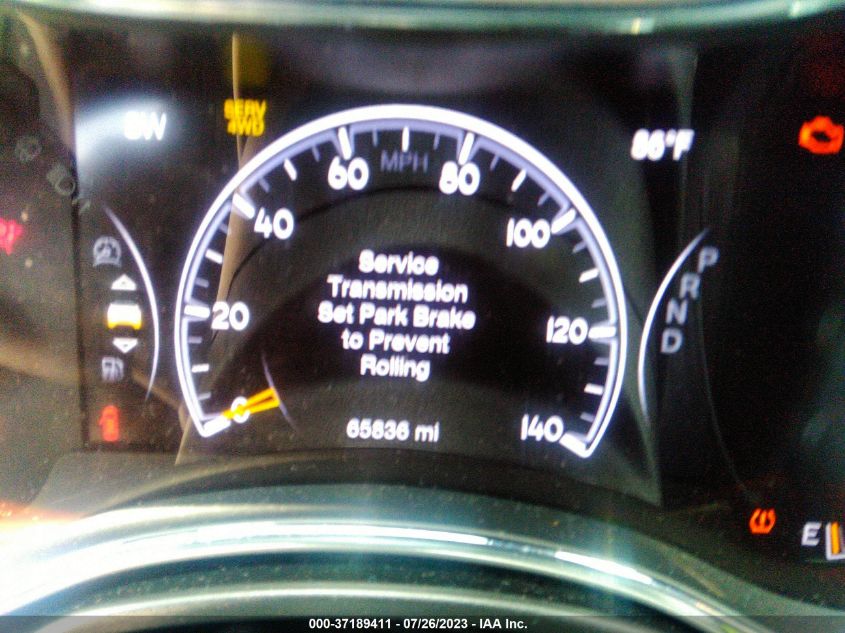 SW
SERV
4WD
86°F
MPH
0
20
40
60
80
100
120
140
Service
Transmission
Set Park Brake
to Prevent
Rolling
65836 mi
P
R
N
D
E
000-37189411 - 07/26/2023 - IAA Inc.